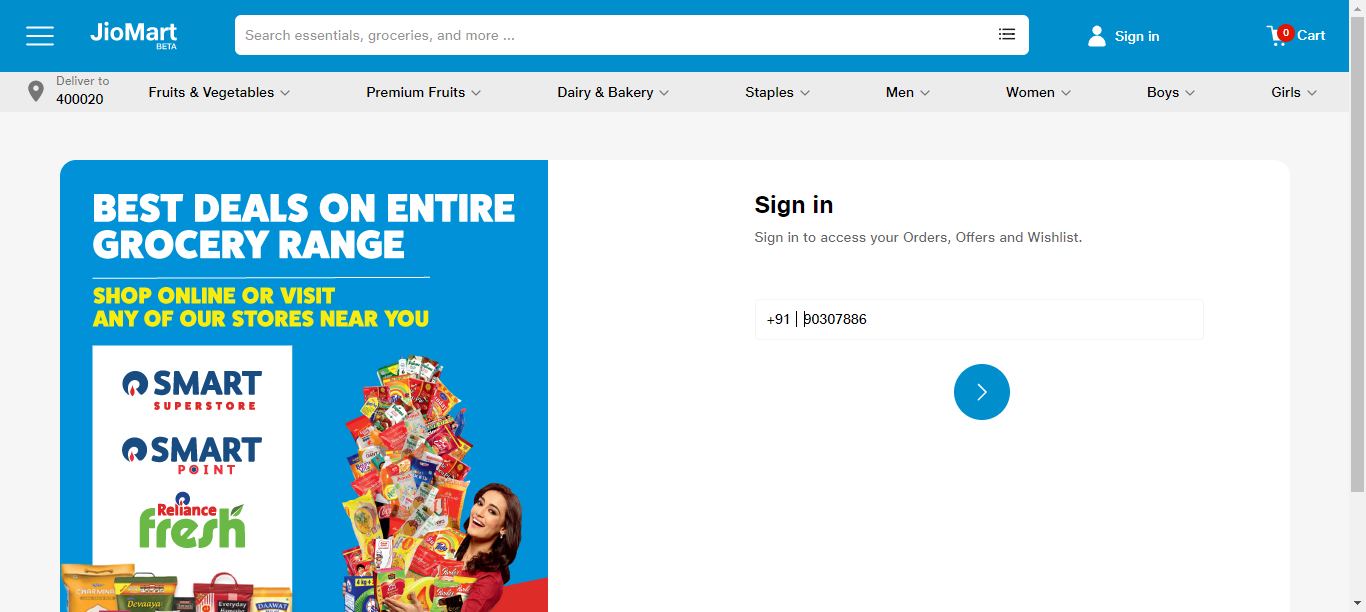 JioMart
BETA
Search essentials, groceries, and more ...
Sign in
0
Cart
Deliver to
400020
Fruits & Vegetables
Premium Fruits
Dairy & Bakery
Staples
Men
Women
Boys
Girls
BEST DEALS ON ENTIRE
GROCERY RANGE
SHOP ONLINE OR VISIT
ANY OF OUR STORES NEAR YOU
SMART
SUPERSTORE
SMART
POINT
Reliance
fresh
Devaaya
Everyday
DAAWAT
Sign in
Sign in to access your Orders, Offers and Wishlist.
+91 | 90307886